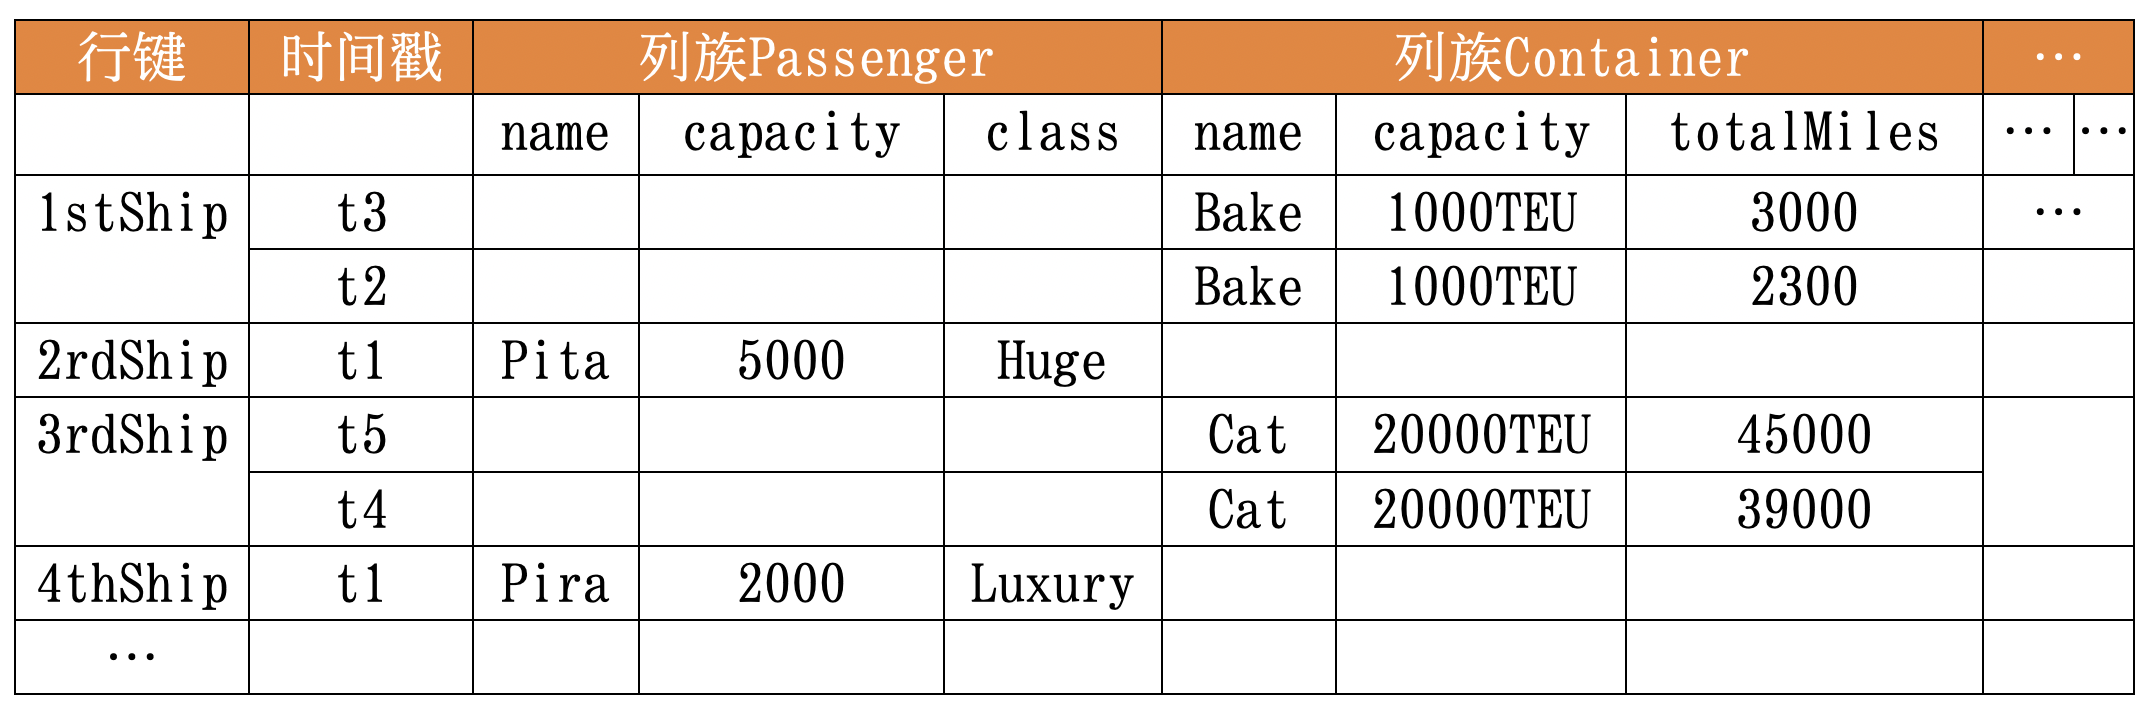 行键 时间戳 列族Passenger 列族Container …
name capacity class name capacity totalMiles … …
1stShip t3 Bake 1000TEU 3000 …
t2 Bake 1000TEU 2300
2rdShip t1 Pita 5000 Huge
3rdShip t5 Cat 20000TEU 45000
t4 Cat 20000TEU 39000
4thShip t1 Pira 2000 Luxury
…